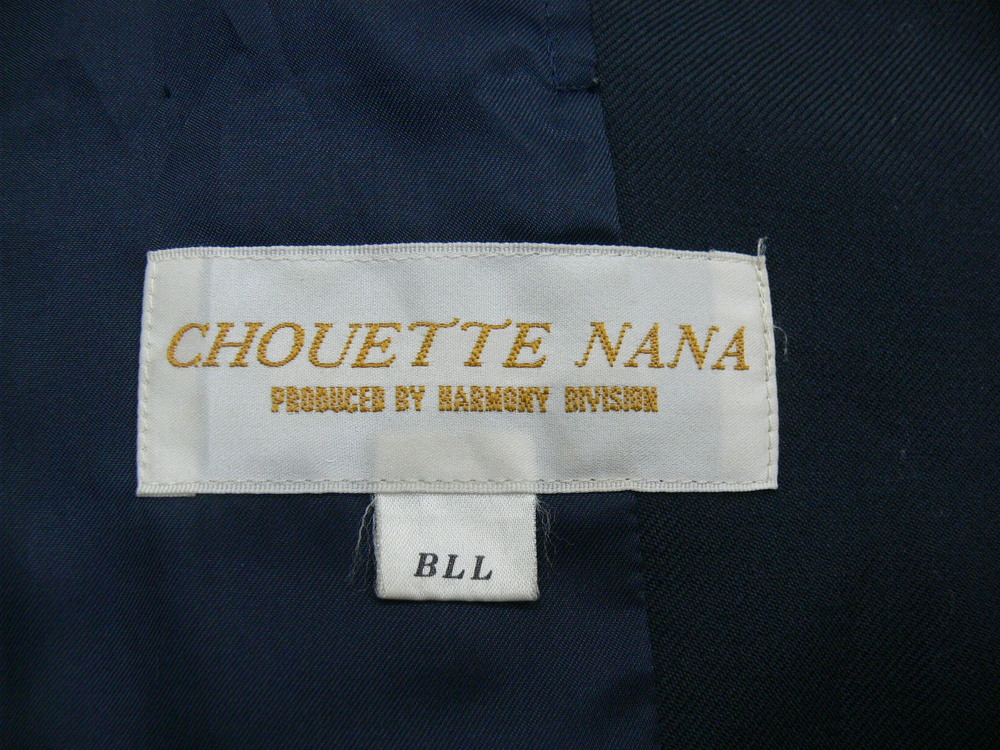 CHOUETTE NANA
PRODUCED BY HARMONY DIVISION
BLL